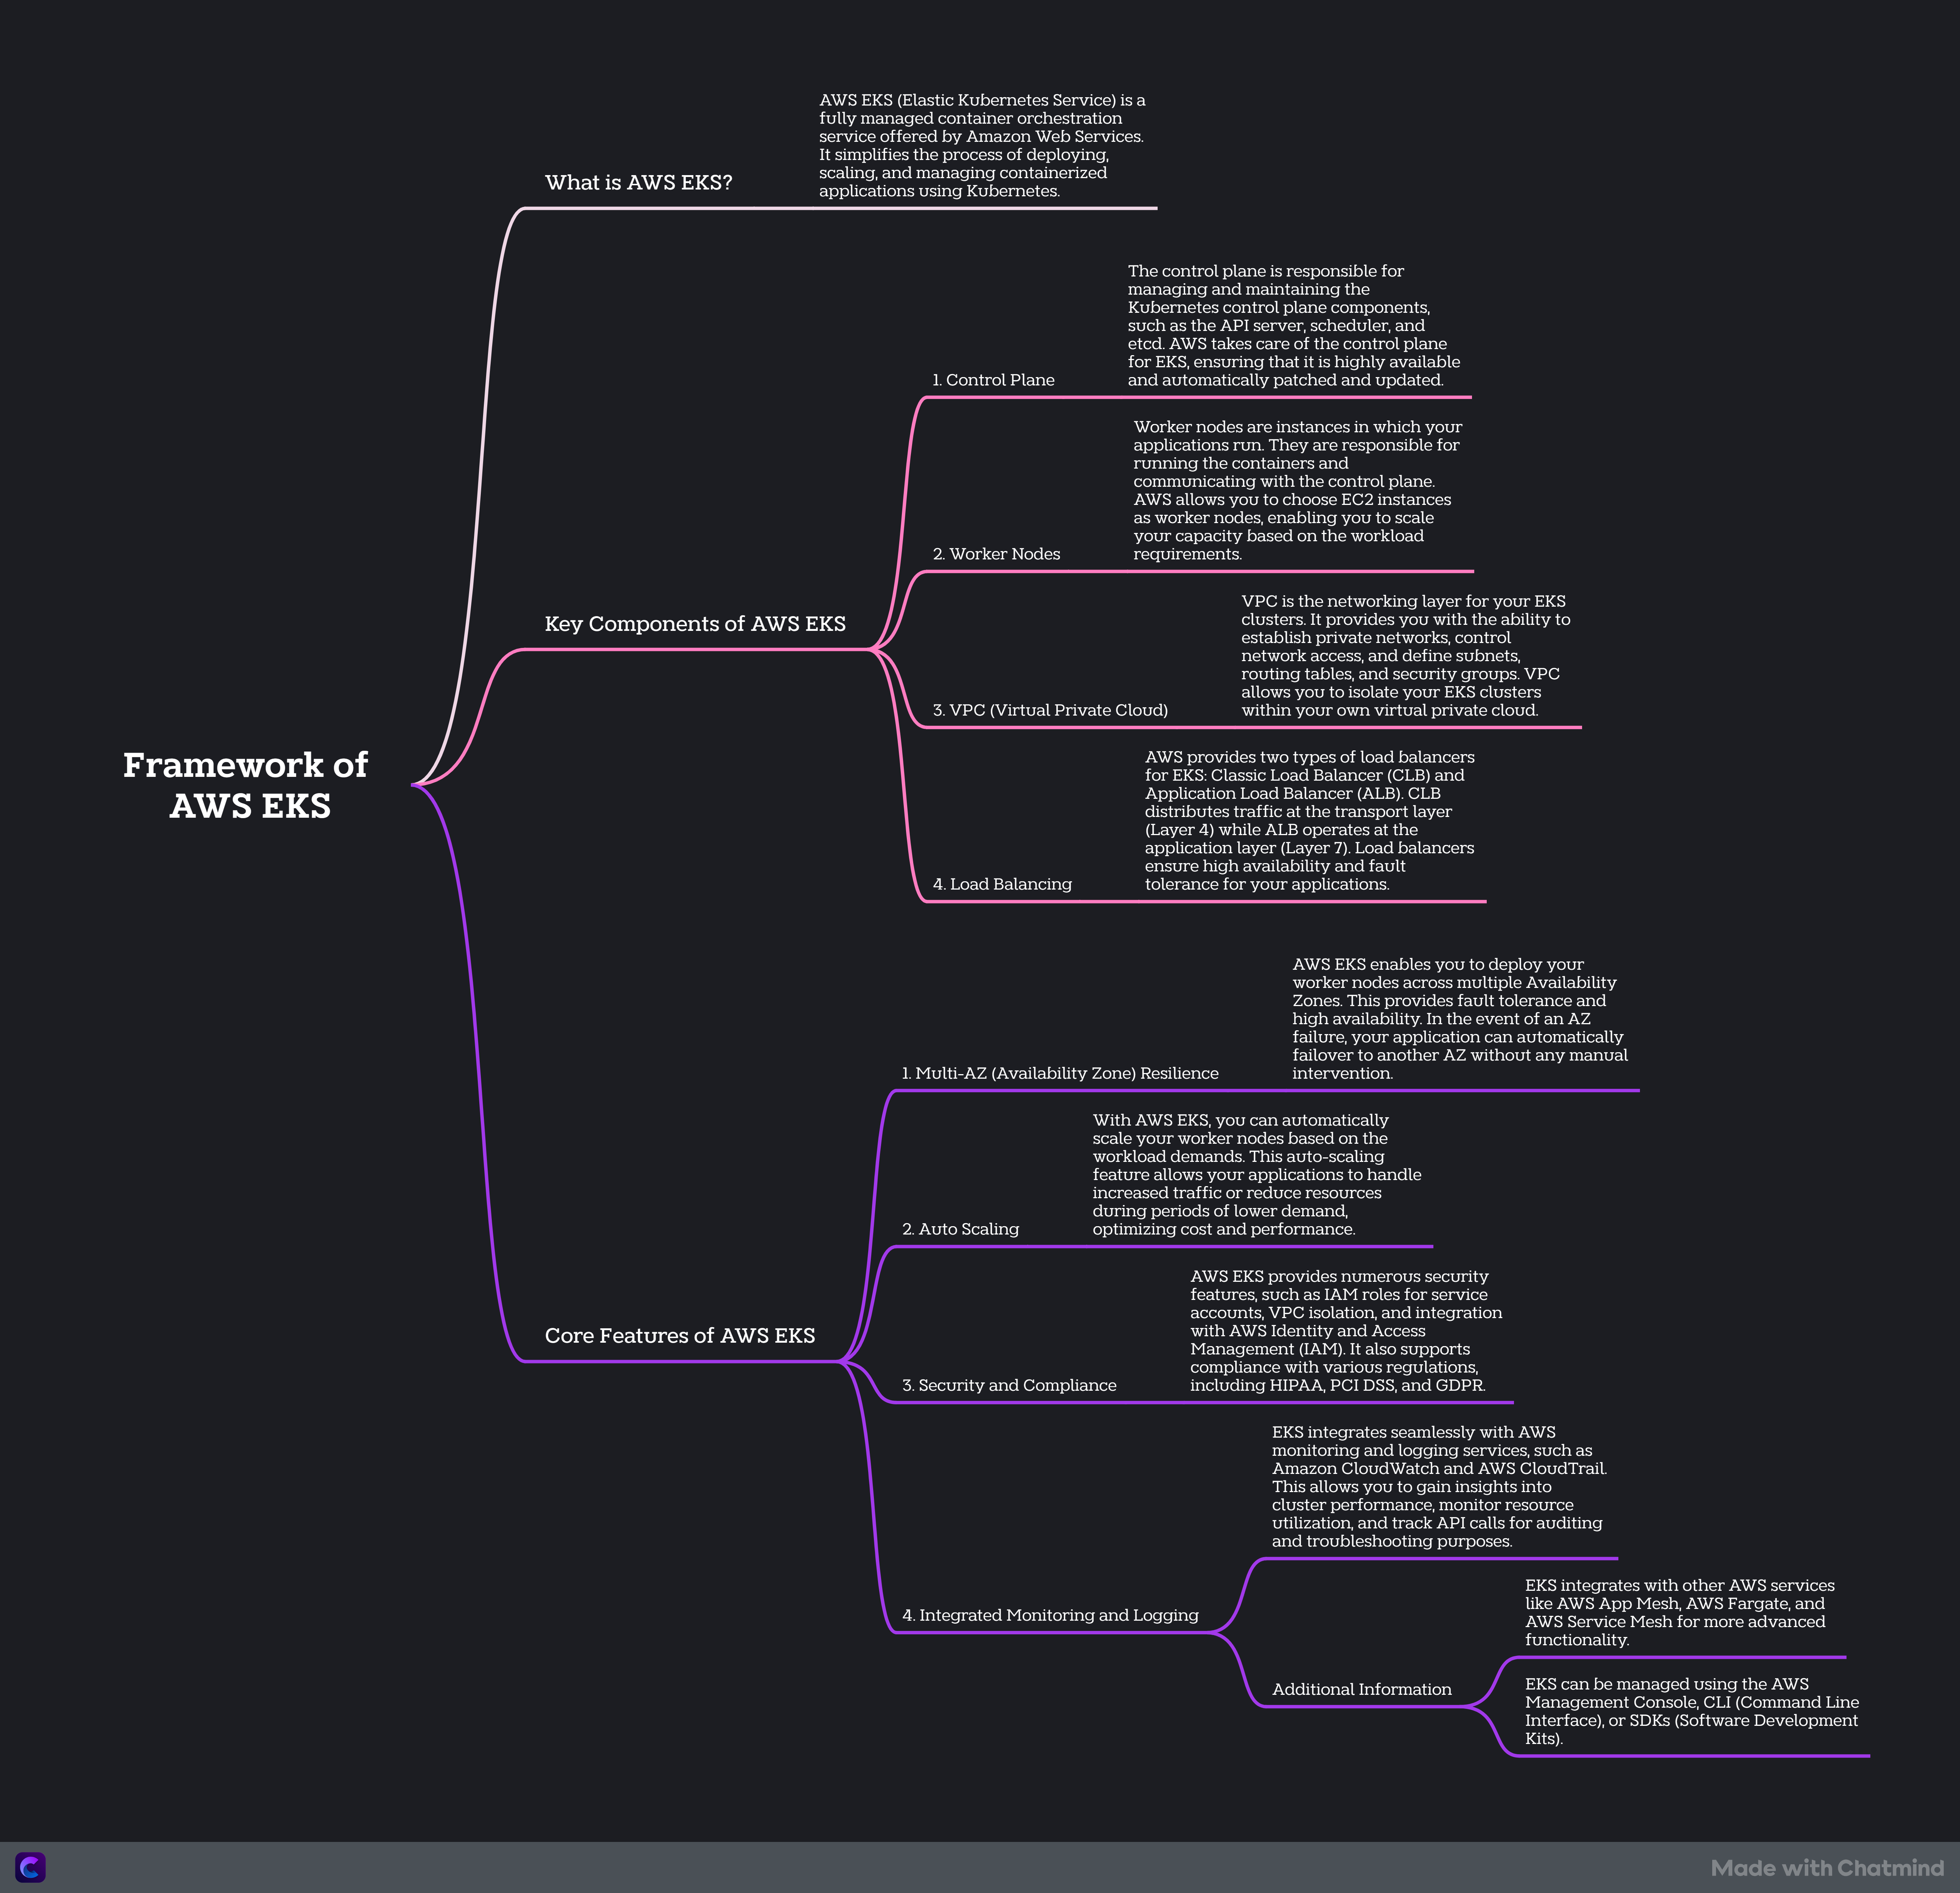 Framework of
AWS EKS
What is AWS EKS?
AWS EKS (Elastic Kubernetes Service) is a
fully managed container orchestration
service offered by Amazon Web Services.
It simplifies the process of deploying,
scaling, and managing containerized
applications using Kubernetes.
Key Components of AWS EKS
1. Control Plane
The control plane is responsible for
managing and maintaining the
Kubernetes control plane components,
such as the API server, scheduler, and
etcd. AWS takes care of the control plane
for EKS, ensuring that it is highly available
and automatically patched and updated.
2. Worker Nodes
Worker nodes are instances in which your
applications run. They are responsible for
running the containers and
communicating with the control plane.
AWS allows you to choose EC2 instances
as worker nodes, enabling you to scale
your capacity based on the workload
requirements.
3. VPC (Virtual Private Cloud)
VPC is the networking layer for your EKS
clusters. It provides you with the ability to
establish private networks, control
network access, and define subnets,
routing tables, and security groups. VPC
allows you to isolate your EKS clusters
within your own virtual private cloud.
4. Load Balancing
AWS provides two types of load balancers
for EKS: Classic Load Balancer (CLB) and
Application Load Balancer (ALB). CLB
distributes traffic at the transport layer
(Layer 4) while ALB operates at the
application layer (Layer 7). Load balancers
ensure high availability and fault
tolerance for your applications.
Core Features of AWS EKS
1. Multi-AZ (Availability Zone) Resilience
AWS EKS enables you to deploy your
worker nodes across multiple Availability
Zones. This provides fault tolerance and
high availability. In the event of an AZ
failure, your application can automatically
failover to another AZ without any manual
intervention.
2. Auto Scaling
With AWS EKS, you can automatically
scale your worker nodes based on the
workload demands. This auto-scaling
feature allows your applications to handle
increased traffic or reduce resources
during periods of lower demand,
optimizing cost and performance.
3. Security and Compliance
AWS EKS provides numerous security
features, such as IAM roles for service
accounts, VPC isolation, and integration
with AWS Identity and Access
Management (IAM). It also supports
compliance with various regulations,
including HIPAA, PCI DSS, and GDPR.
4. Integrated Monitoring and Logging
EKS integrates seamlessly with AWS
monitoring and logging services, such as
Amazon CloudWatch and AWS CloudTrail.
This allows you to gain insights into
cluster performance, monitor resource
utilization, and track API calls for auditing
and troubleshooting purposes.
Additional Information
EKS integrates with other AWS services
like AWS App Mesh, AWS Fargate, and
AWS Service Mesh for more advanced
functionality.
EKS can be managed using the AWS
Management Console, CLI (Command Line
Interface), or SDKs (Software Development
Kits).
Made with Chatmind